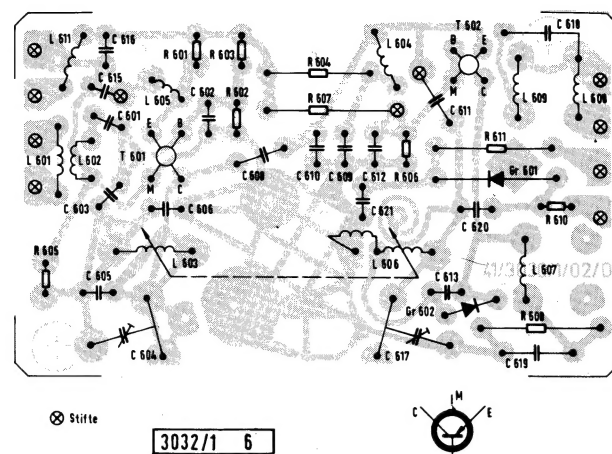 L 611
C 616
R 601
R 603
R 604
L 604
T 602
B
E
M
C
C 618
C 615
L 605
C 602
R 602
R 607
C 611
L 609
L 608
C 601
E
B
T 601
M
C
L 601
L 602
C 608
C 610
C 609
C 612
R 606
R 611
Gr 601
C 603
C 606
C 621
C 620
R 610
R 605
L 603
L 606
L 607
C 605
C 613
Gr 602
R 608
C 604
C 617
C 619
Stifte
3032/1 6
M
C
E